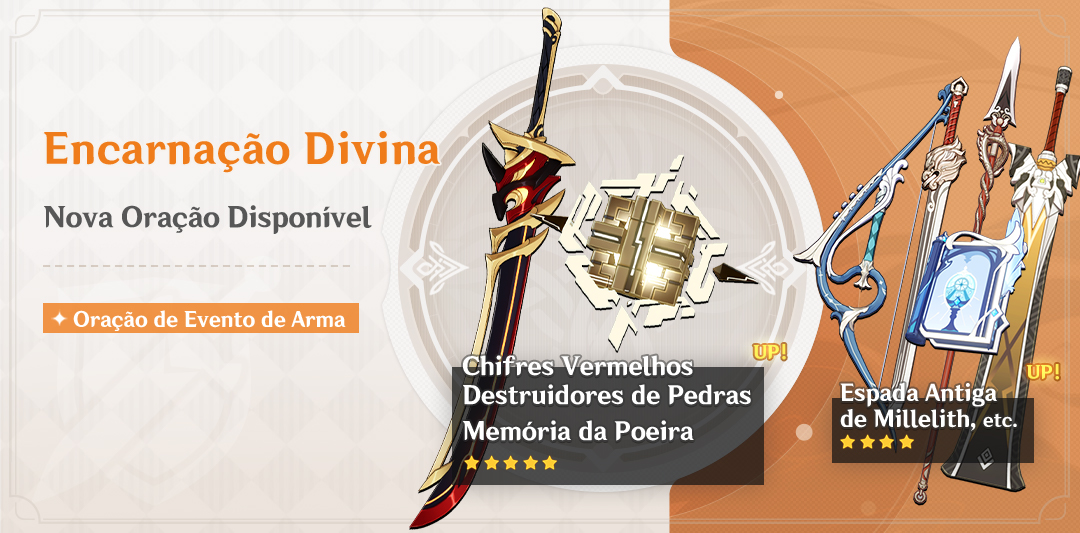 Encarnação Divina
Nova Oração Disponível
Oração de Evento de Arma
UP!
Chifres Vermelhos
Destruidores de Pedras
Memória da Poeira
UP!
Espada Antiga
de Millelith, etc.